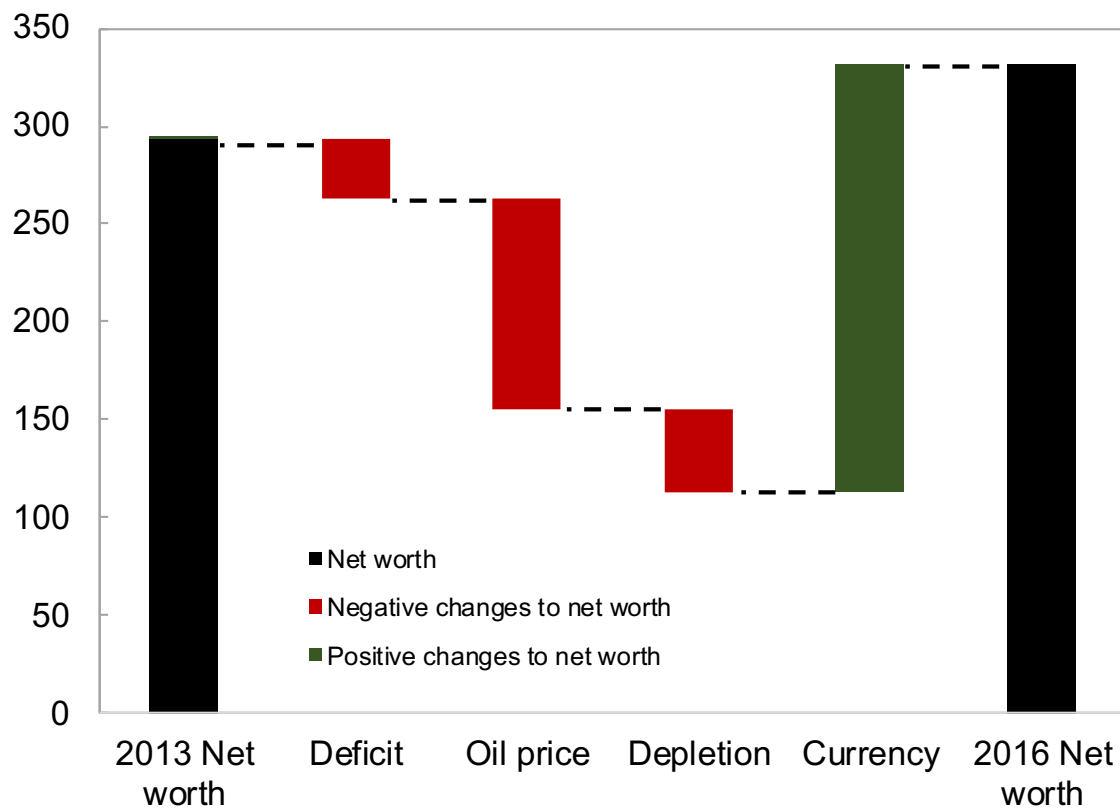 350
300
250
200
150
100
50
0
Net worth
Negative changes to net worth
Positive changes to net worth
2013 Net worth
Deficit
Oil price
Depletion
Currency
2016 Net worth